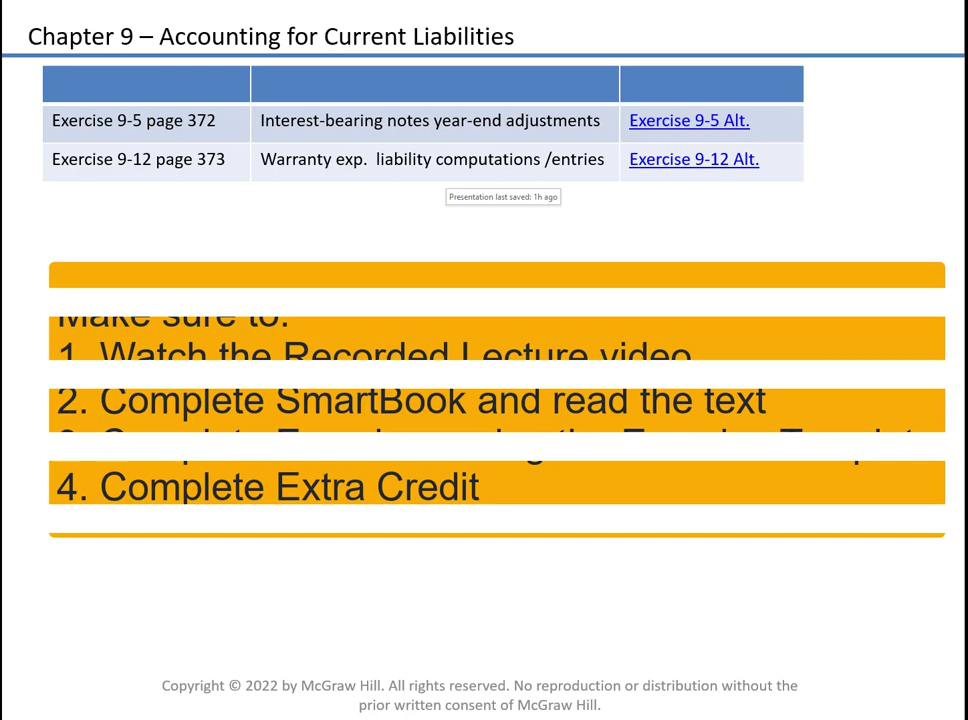 Chapter 9 – Accounting for Current Liabilities
Exercise 9-5 page 372 Interest-bearing notes year-end adjustments Exercise 9-5 Alt.
Exercise 9-12 page 373 Warranty exp. liability computations /entries Exercise 9-12 Alt.
Presentation last saved: 1h ago
Make sure to:
1. Watch the Recorded Lecture video
2. Complete SmartBook and read the text
4. Complete Extra Credit
Copyright © 2022 by McGraw Hill. All rights reserved. No reproduction or distribution without the
prior written consent of McGraw Hill.